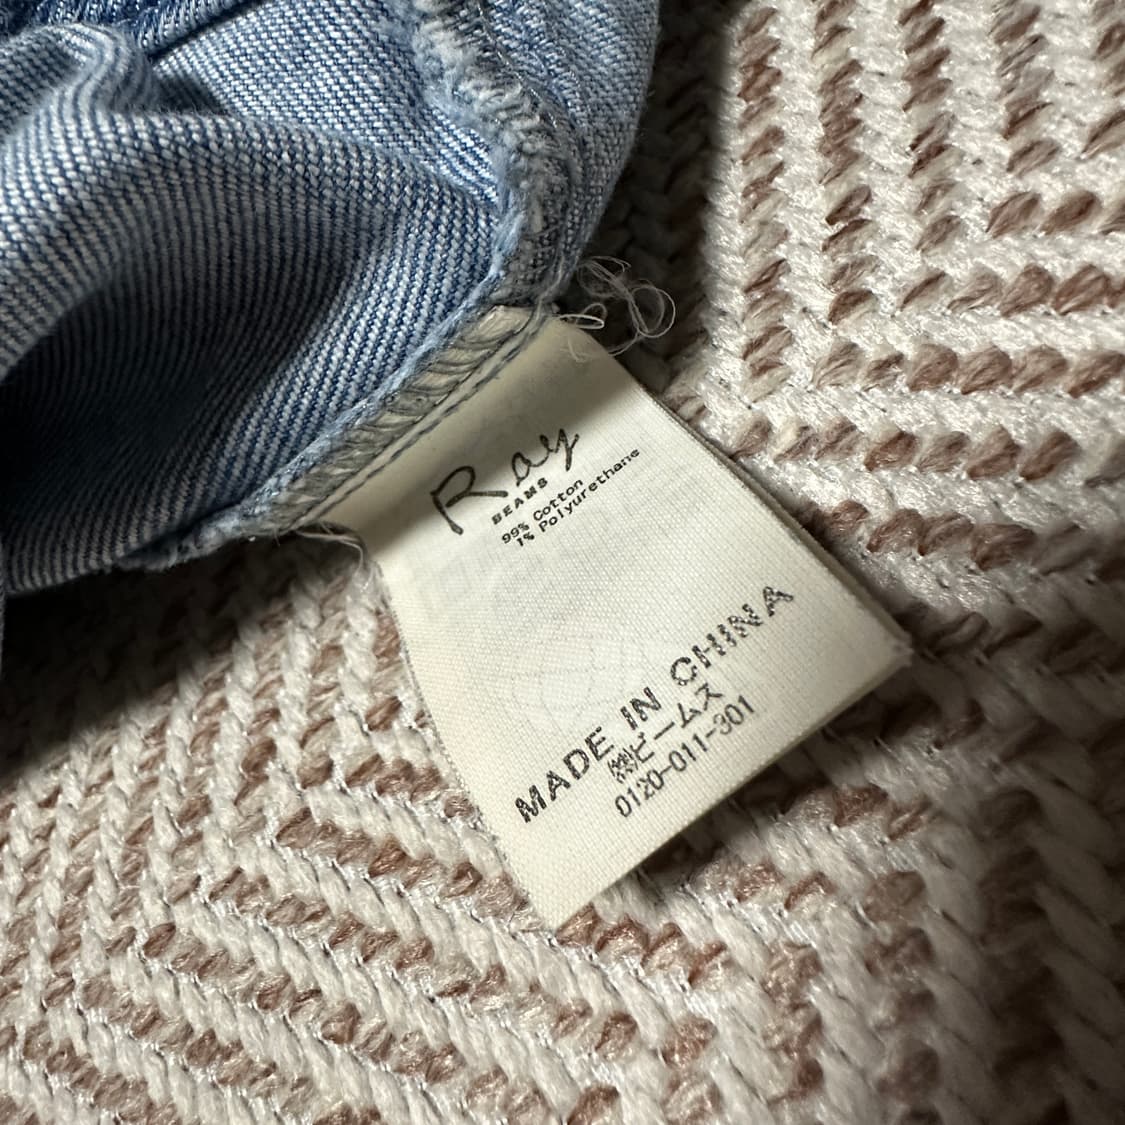 Ray
BEAMS
99% Cotton
1% Polyurethane
MADE IN CHINA
㈱ビームス
0120-011-301